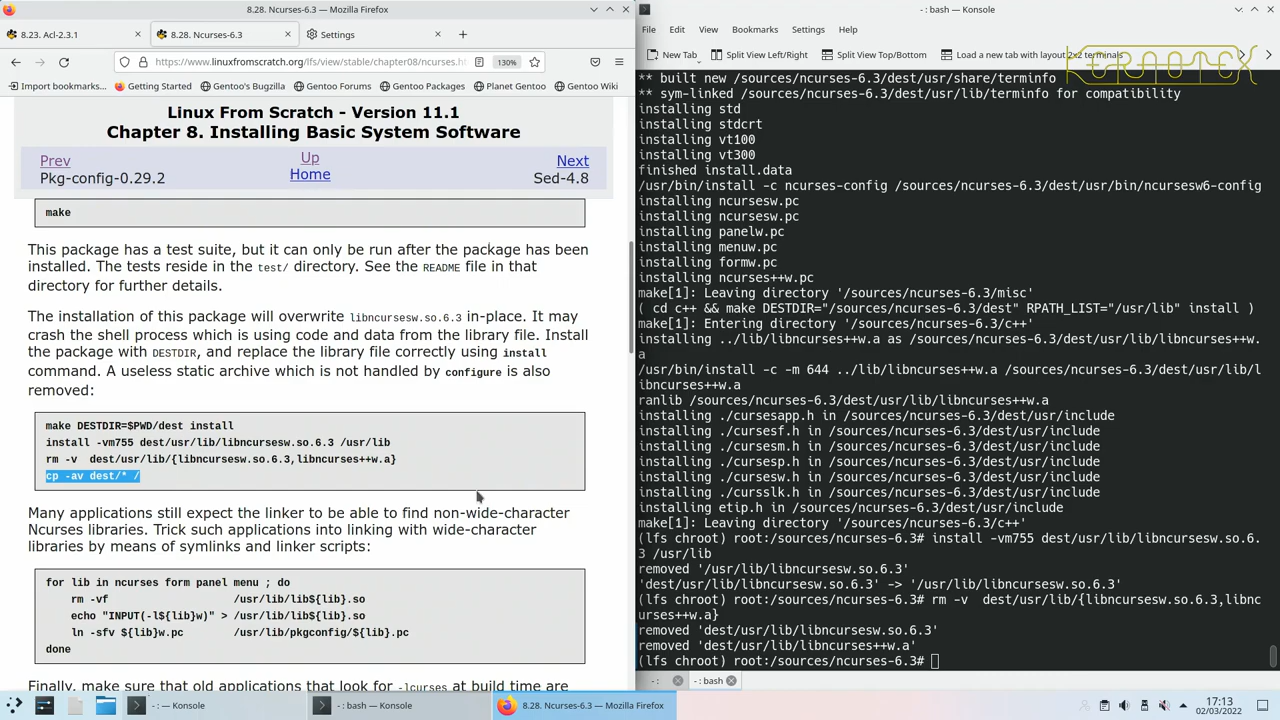 8.28. Ncurses-6.3 — Mozilla Firefox
8.23. Acl-2.3.1
8.28. Ncurses-6.3
Settings
https://www.linuxfromscratch.org/lfs/view/stable/chapter08/ncurses.h
130%
Import bookmarks...
Getting Started
Gentoo's Bugzilla
Gentoo Forums
Gentoo Packages
Planet Gentoo
Gentoo Wiki
Linux From Scratch - Version 11.1
Chapter 8. Installing Basic System Software
Prev
Up
Next
Pkg-config-0.29.2
Home
Sed-4.8
make
This package has a test suite, but it can only be run after the package has been
installed. The tests reside in the test/ directory. See the README file in that
directory for further details.
The installation of this package will overwrite libncursesw.so.6.3 in-place. It may
crash the shell process which is using code and data from the library file. Install
the package with DESTDIR, and replace the library file correctly using install
command. A useless static archive which is not handled by configure is also
removed:
make DESTDIR=$PWD/dest install
install -vm755 dest/usr/lib/libncursesw.so.6.3 /usr/lib
rm -v  dest/usr/lib/{libncursesw.so.6.3,libncurses++w.a}
cp -av dest/* /
Many applications still expect the linker to be able to find non-wide-character
Ncurses libraries. Trick such applications into linking with wide-character
libraries by means of symlinks and linker scripts:
for lib in ncurses form panel menu ; do
rm -vf                    /usr/lib/lib${lib}.so
echo "INPUT(-l${lib}w)" > /usr/lib/lib${lib}.so
ln -sfv ${lib}w.pc        /usr/lib/pkgconfig/${lib}.pc
done
Finally, make sure that old applications that look for -lcurses at build time are
- : bash — Konsole
File
Edit
View
Bookmarks
Settings
Help
New Tab
Split View Left/Right
Split View Top/Bottom
Load a new tab with layout 2x2 terminals
KERNOTEX
** built new /sources/ncurses-6.3/dest/usr/share/terminfo
** sym-linked /sources/ncurses-6.3/dest/usr/lib/terminfo for compatibility
installing std
installing stdcrt
installing vt100
installing vt300
finished install.data
/usr/bin/install -c ncurses-config /sources/ncurses-6.3/dest/usr/bin/ncursesw6-config
installing ncursesw.pc
installing ncursesw.pc
installing panelw.pc
installing menuw.pc
installing formw.pc
installing ncurses++w.pc
make[1]: Leaving directory '/sources/ncurses-6.3/misc'
( cd c++ && make DESTDIR="/sources/ncurses-6.3/dest" RPATH_LIST="/usr/lib" install )
make[1]: Entering directory '/sources/ncurses-6.3/c++'
installing ../lib/libncurses++w.a as /sources/ncurses-6.3/dest/usr/lib/libncurses++w.
a
/usr/bin/install -c -m 644 ../lib/libncurses++w.a /sources/ncurses-6.3/dest/usr/lib/l
ibncurses++w.a
ranlib /sources/ncurses-6.3/dest/usr/lib/libncurses++w.a
installing ./cursesapp.h in /sources/ncurses-6.3/dest/usr/include
installing ./cursesf.h in /sources/ncurses-6.3/dest/usr/include
installing ./cursesm.h in /sources/ncurses-6.3/dest/usr/include
installing ./cursesp.h in /sources/ncurses-6.3/dest/usr/include
installing ./cursesw.h in /sources/ncurses-6.3/dest/usr/include
installing ./cursslk.h in /sources/ncurses-6.3/dest/usr/include
installing etip.h in /sources/ncurses-6.3/dest/usr/include
make[1]: Leaving directory '/sources/ncurses-6.3/c++'
(lfs chroot) root:/sources/ncurses-6.3# install -vm755 dest/usr/lib/libncursesw.so.6.
3 /usr/lib
removed '/usr/lib/libncursesw.so.6.3'
'dest/usr/lib/libncursesw.so.6.3' -> '/usr/lib/libncursesw.so.6.3'
(lfs chroot) root:/sources/ncurses-6.3# rm -v  dest/usr/lib/{libncursesw.so.6.3,libnc
urses++w.a}
removed 'dest/usr/lib/libncursesw.so.6.3'
removed 'dest/usr/lib/libncurses++w.a'
(lfs chroot) root:/sources/ncurses-6.3#
- :
- : bash
- : — Konsole
- : bash — Konsole
8.28. Ncurses-6.3 — Mozilla Firefox
17:13
02/03/2022